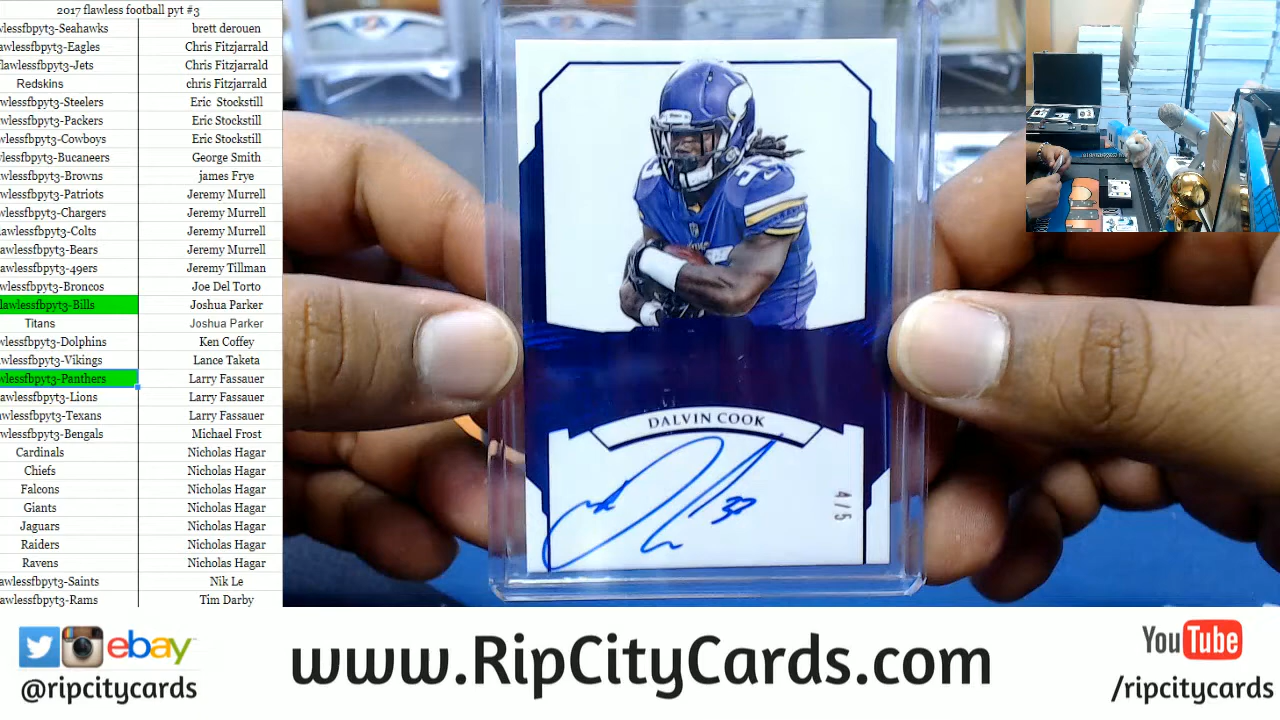 2017 flawless football pyt #3
wlessfbpyt3-Seahawks brett derouen
awlessfbpyt3-Eagles Chris Fitzjarrald
flawlessfbpyt3-Jets Chris Fitzjarrald
Redskins chris Fitzjarrald
wlessfbpyt3-Steelers Eric Stockstill
wlessfbpyt3-Packers Eric Stockstill
wlessfbpyt3-Cowboys Eric Stockstill
wlessfbpyt3-Bucaneers George Smith
awlessfbpyt3-Browns james Frye
wlessfbpyt3-Patriots Jeremy Murrell
wlessfbpyt3-Chargers Jeremy Murrell
lawlessfbpyt3-Colts Jeremy Murrell
awlessfbpyt3-Bears Jeremy Murrell
lawlessfbpyt3-49ers Jeremy Tillman
wlessfbpyt3-Broncos Joe Del Torto
flawlessfbpyt3-Bills Joshua Parker
Titans Joshua Parker
wlessfbpyt3-Dolphins Ken Coffey
wlessfbpyt3-Vikings Lance Taketa
wlessfbpyt3-Panthers Larry Fassauer
awlessfbpyt3-Lions Larry Fassauer
awlessfbpyt3-Texans Larry Fassauer
wlessfbpyt3-Bengals Michael Frost
Cardinals Nicholas Hagar
Chiefs Nicholas Hagar
Falcons Nicholas Hagar
Giants Nicholas Hagar
Jaguars Nicholas Hagar
Raiders Nicholas Hagar
Ravens Nicholas Hagar
awlessfbpyt3-Saints Nik Le
awlessfbpyt3-Rams Tim Darby
DALVIN COOK
4/5
33
ebay
@ripcitycards
www.RipCityCards.com
YouTube
/ripcitycards